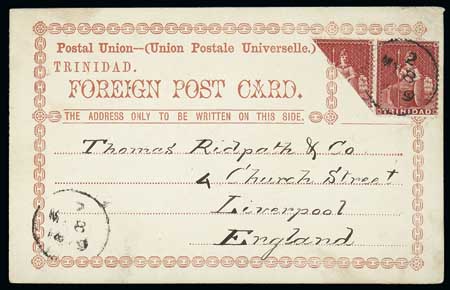 Postal Union—(Union Postale Universelle.)
TRINIDAD.
FOREIGN POST CARD.
THE ADDRESS ONLY TO BE WRITTEN ON THIS SIDE.
TRINIDAD
Thomas Ridpath & Co
4 Church Street
Liverpool
England